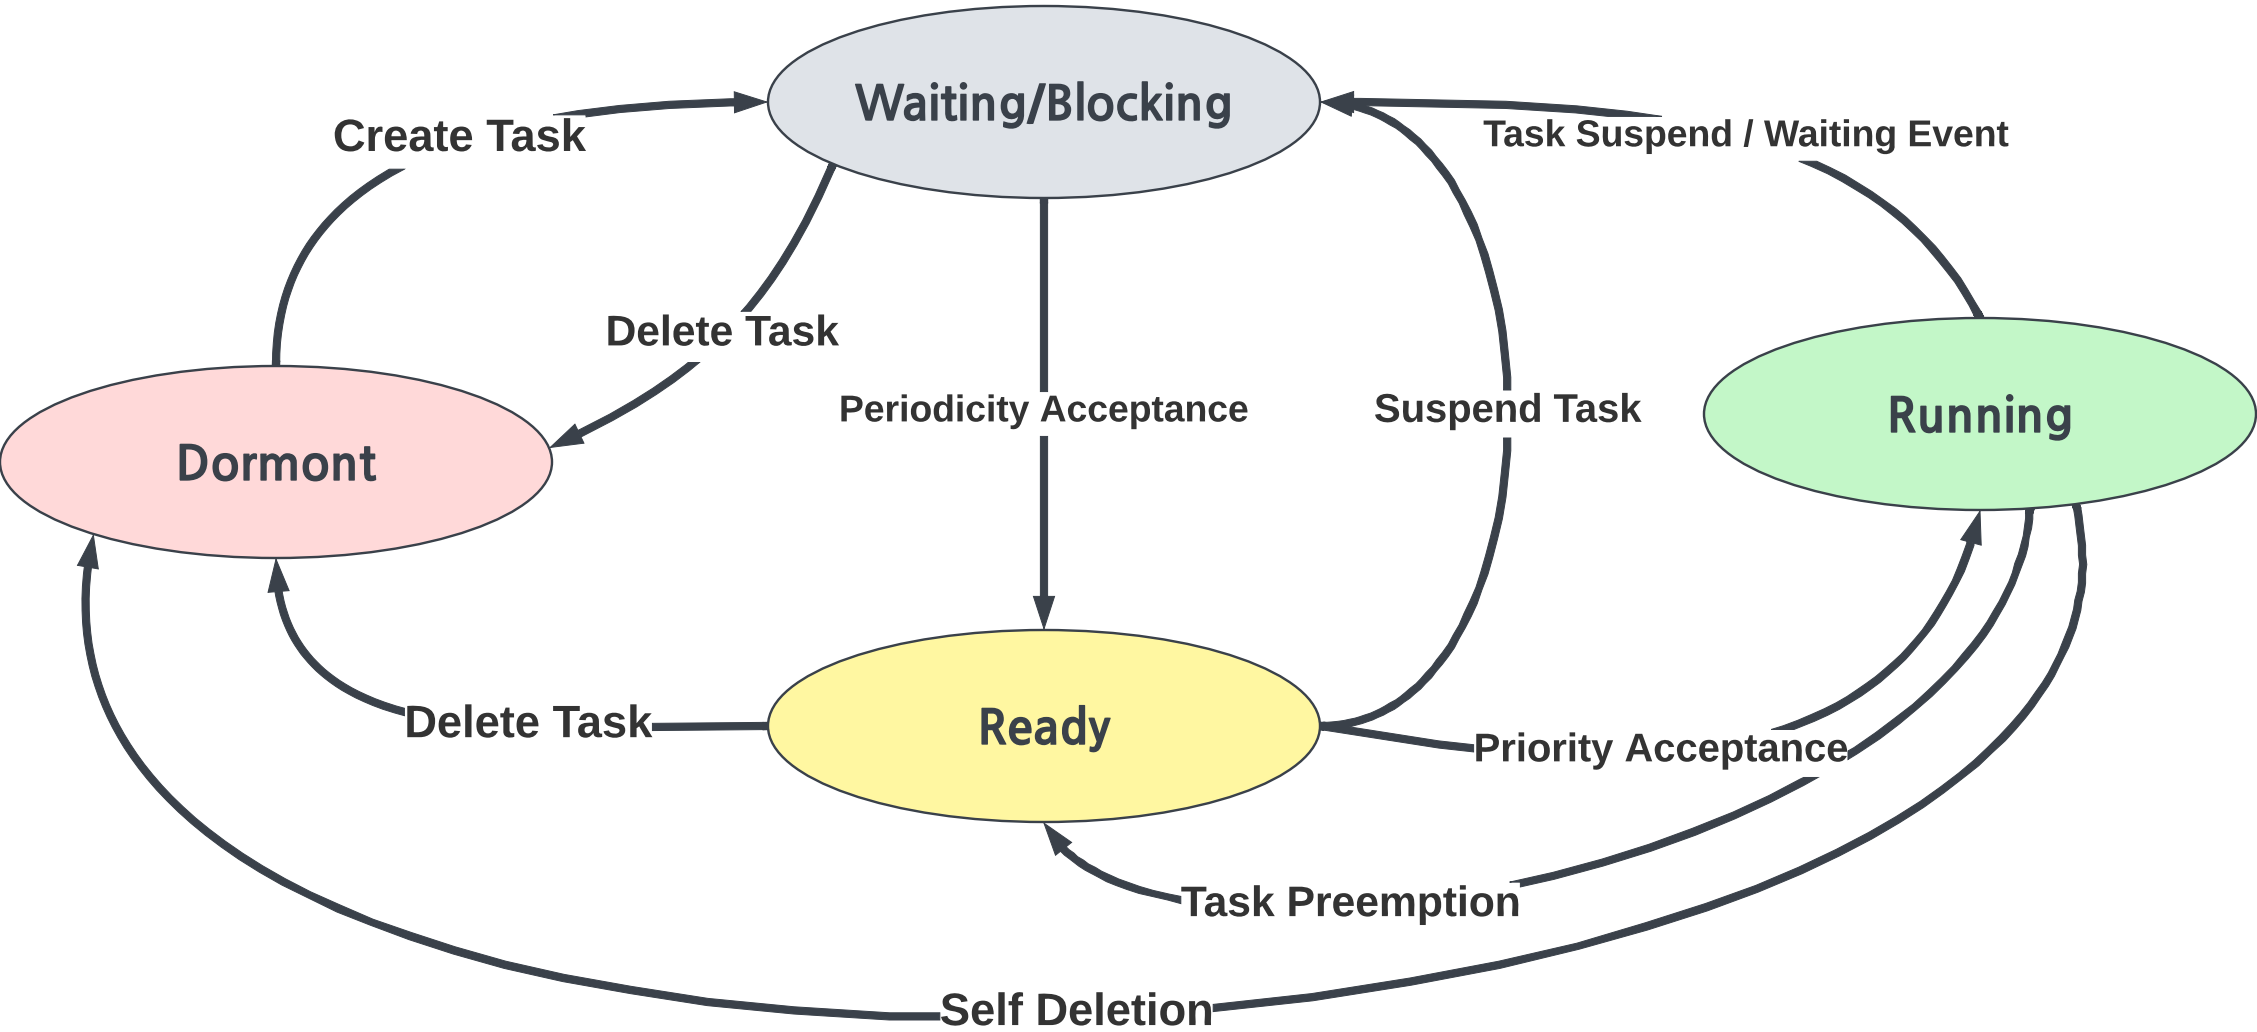 Waiting/Blocking
Create Task
Task Suspend / Waiting Event
Delete Task
Periodicity Acceptance
Suspend Task
Running
Dormont
Delete Task
Ready
Priority Acceptance
Task Preemption
Self Deletion